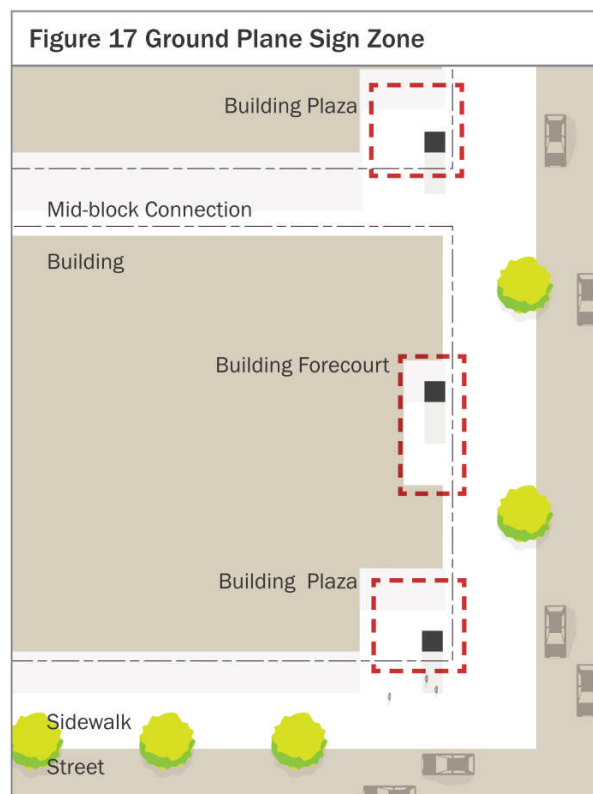 Figure 17 Ground Plane Sign Zone
Building Plaza
Mid-block Connection
Building
Building Forecourt
Building Plaza
Sidewalk
Street